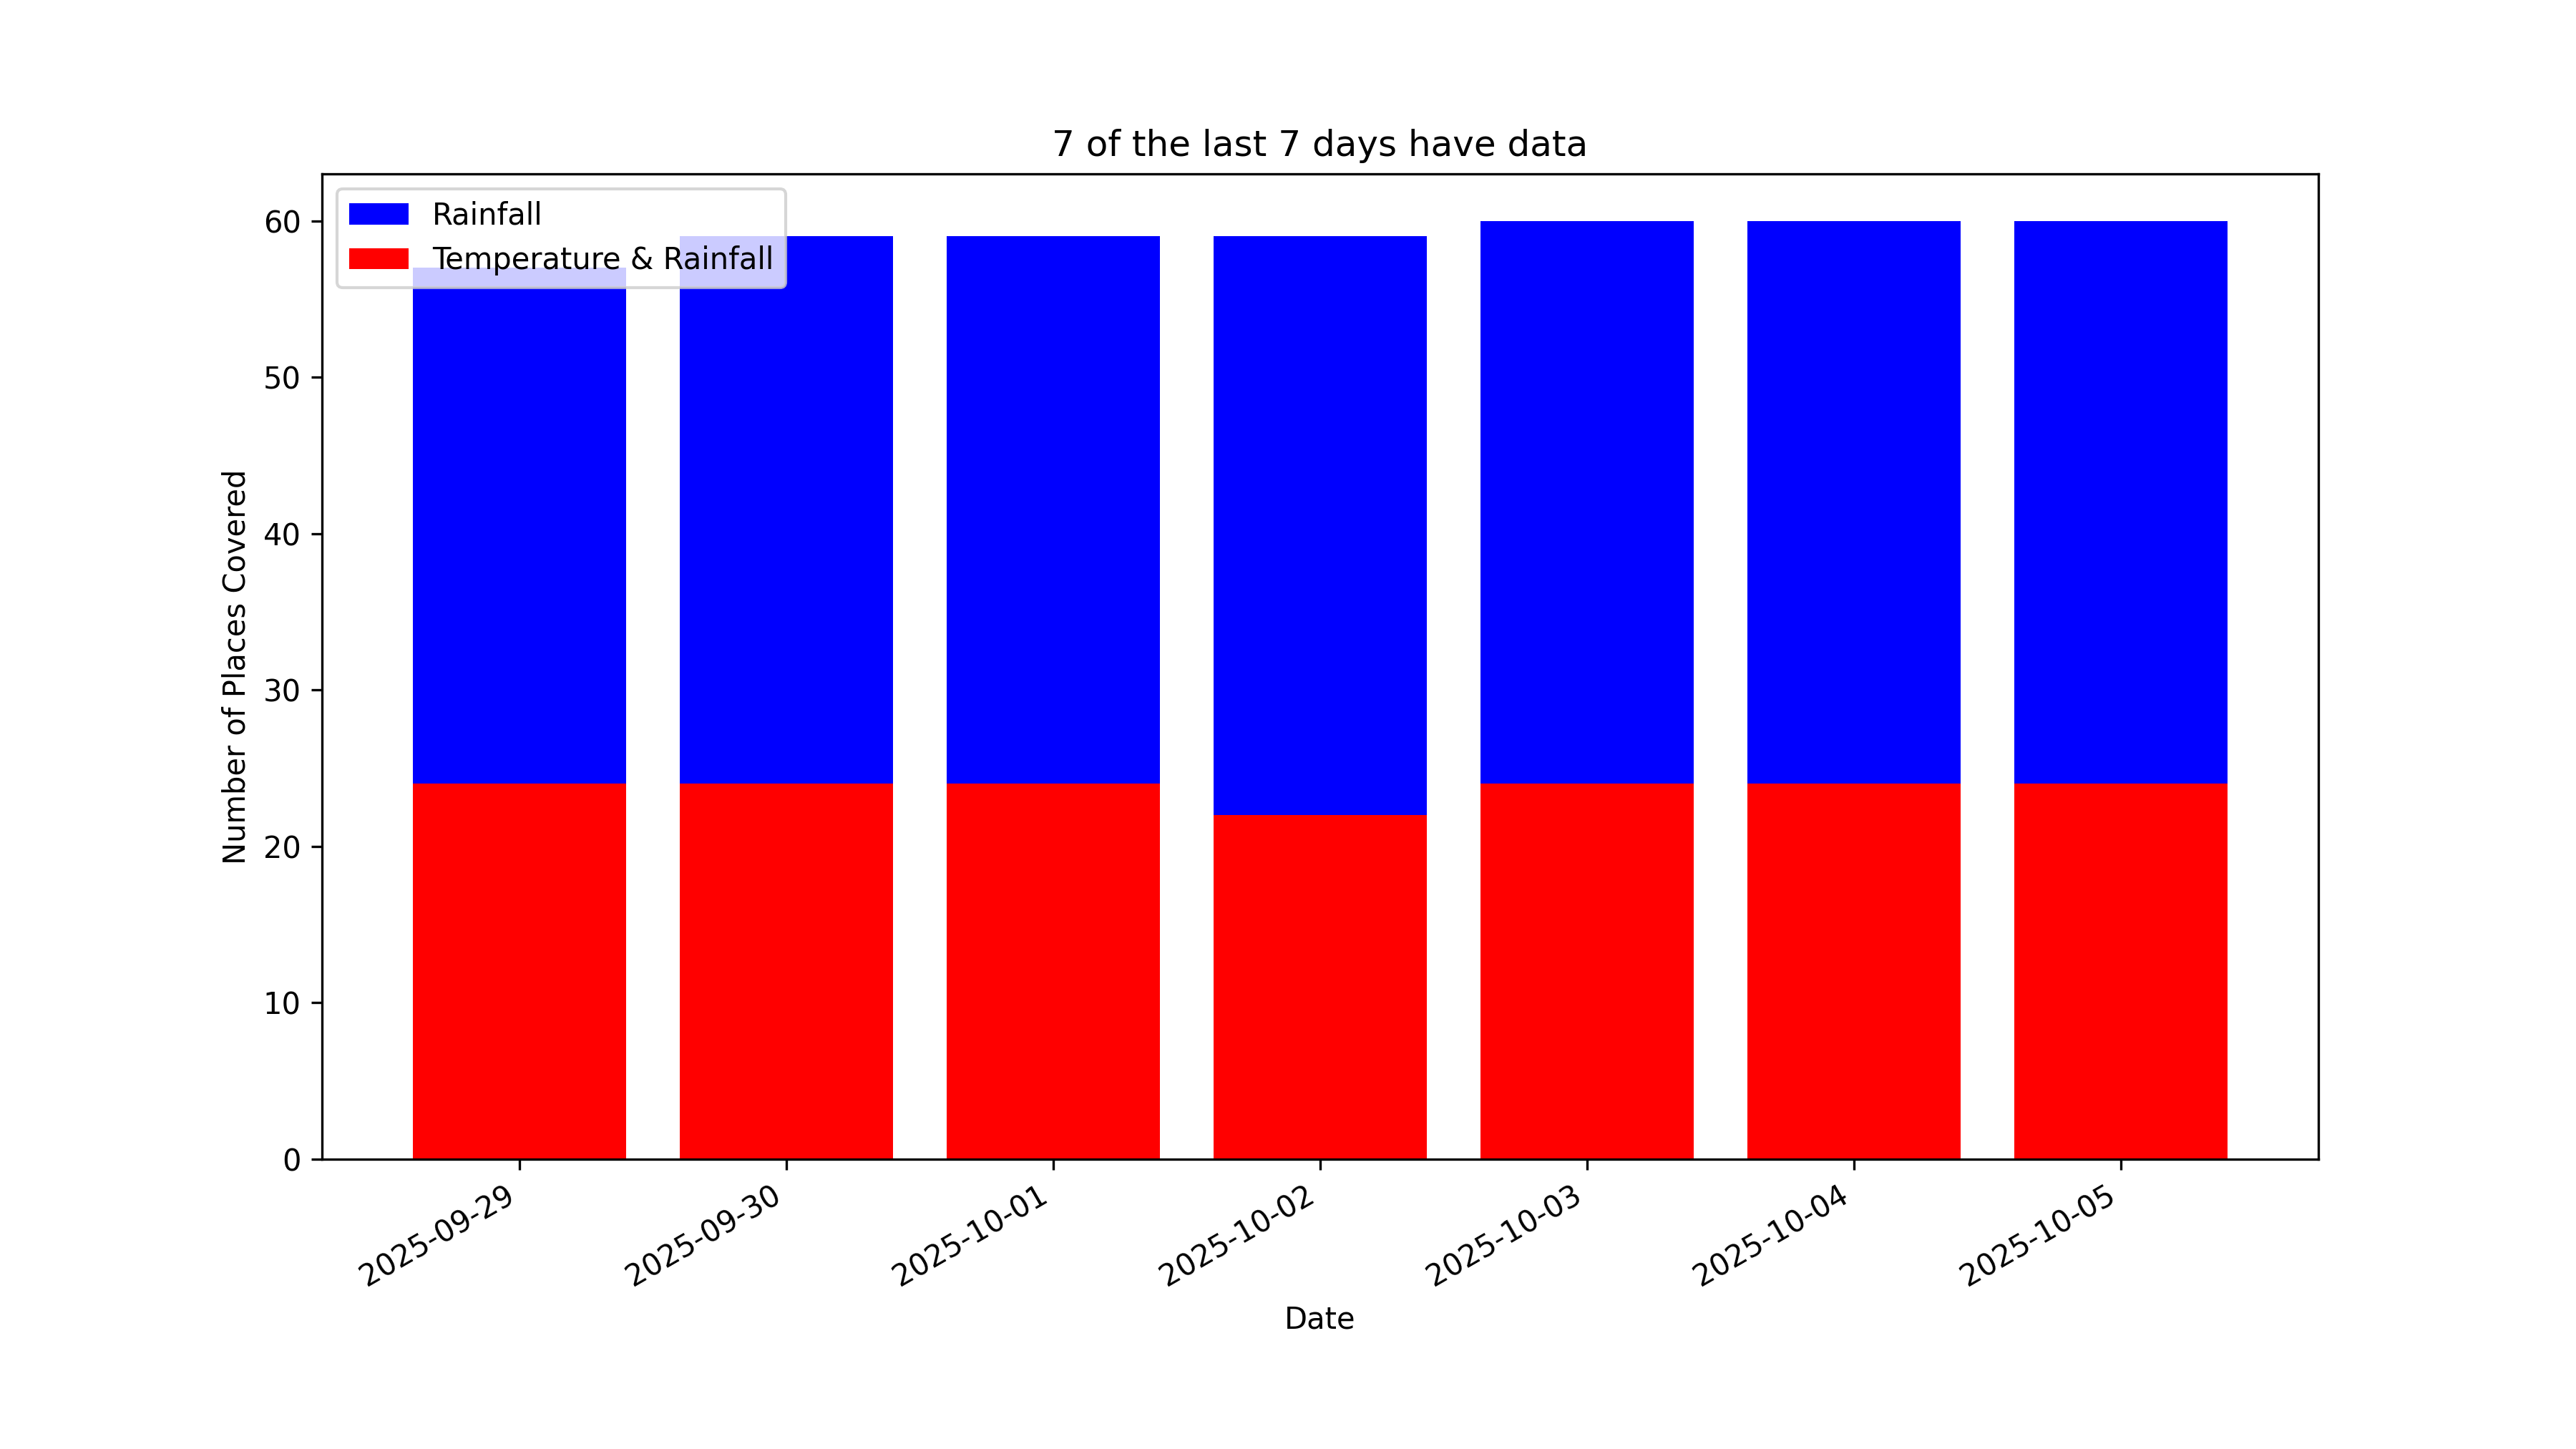 7 of the last 7 days have data
Rainfall
Temperature & Rainfall
60
50
40
30
20
10
0
Number of Places Covered
2025-09-29
2025-09-30
2025-10-01
2025-10-02
2025-10-03
2025-10-04
2025-10-05
Date